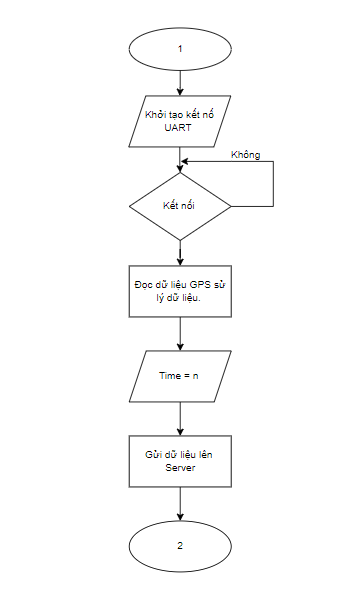 1
Khởi tạo kết nố
UART
Không
Kết nối
Đọc dữ liệu GPS sử
lý dữ liệu.
Time = n
Gửi dữ liệu lên
Server
2